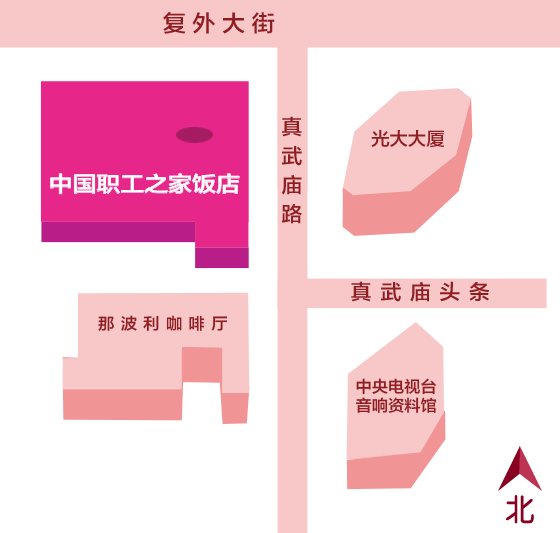 复外大街
真武庙路
光大大厦
中国职工之家饭店
真武庙头条
那波利咖啡厅
中央电视台
音响资料馆
北